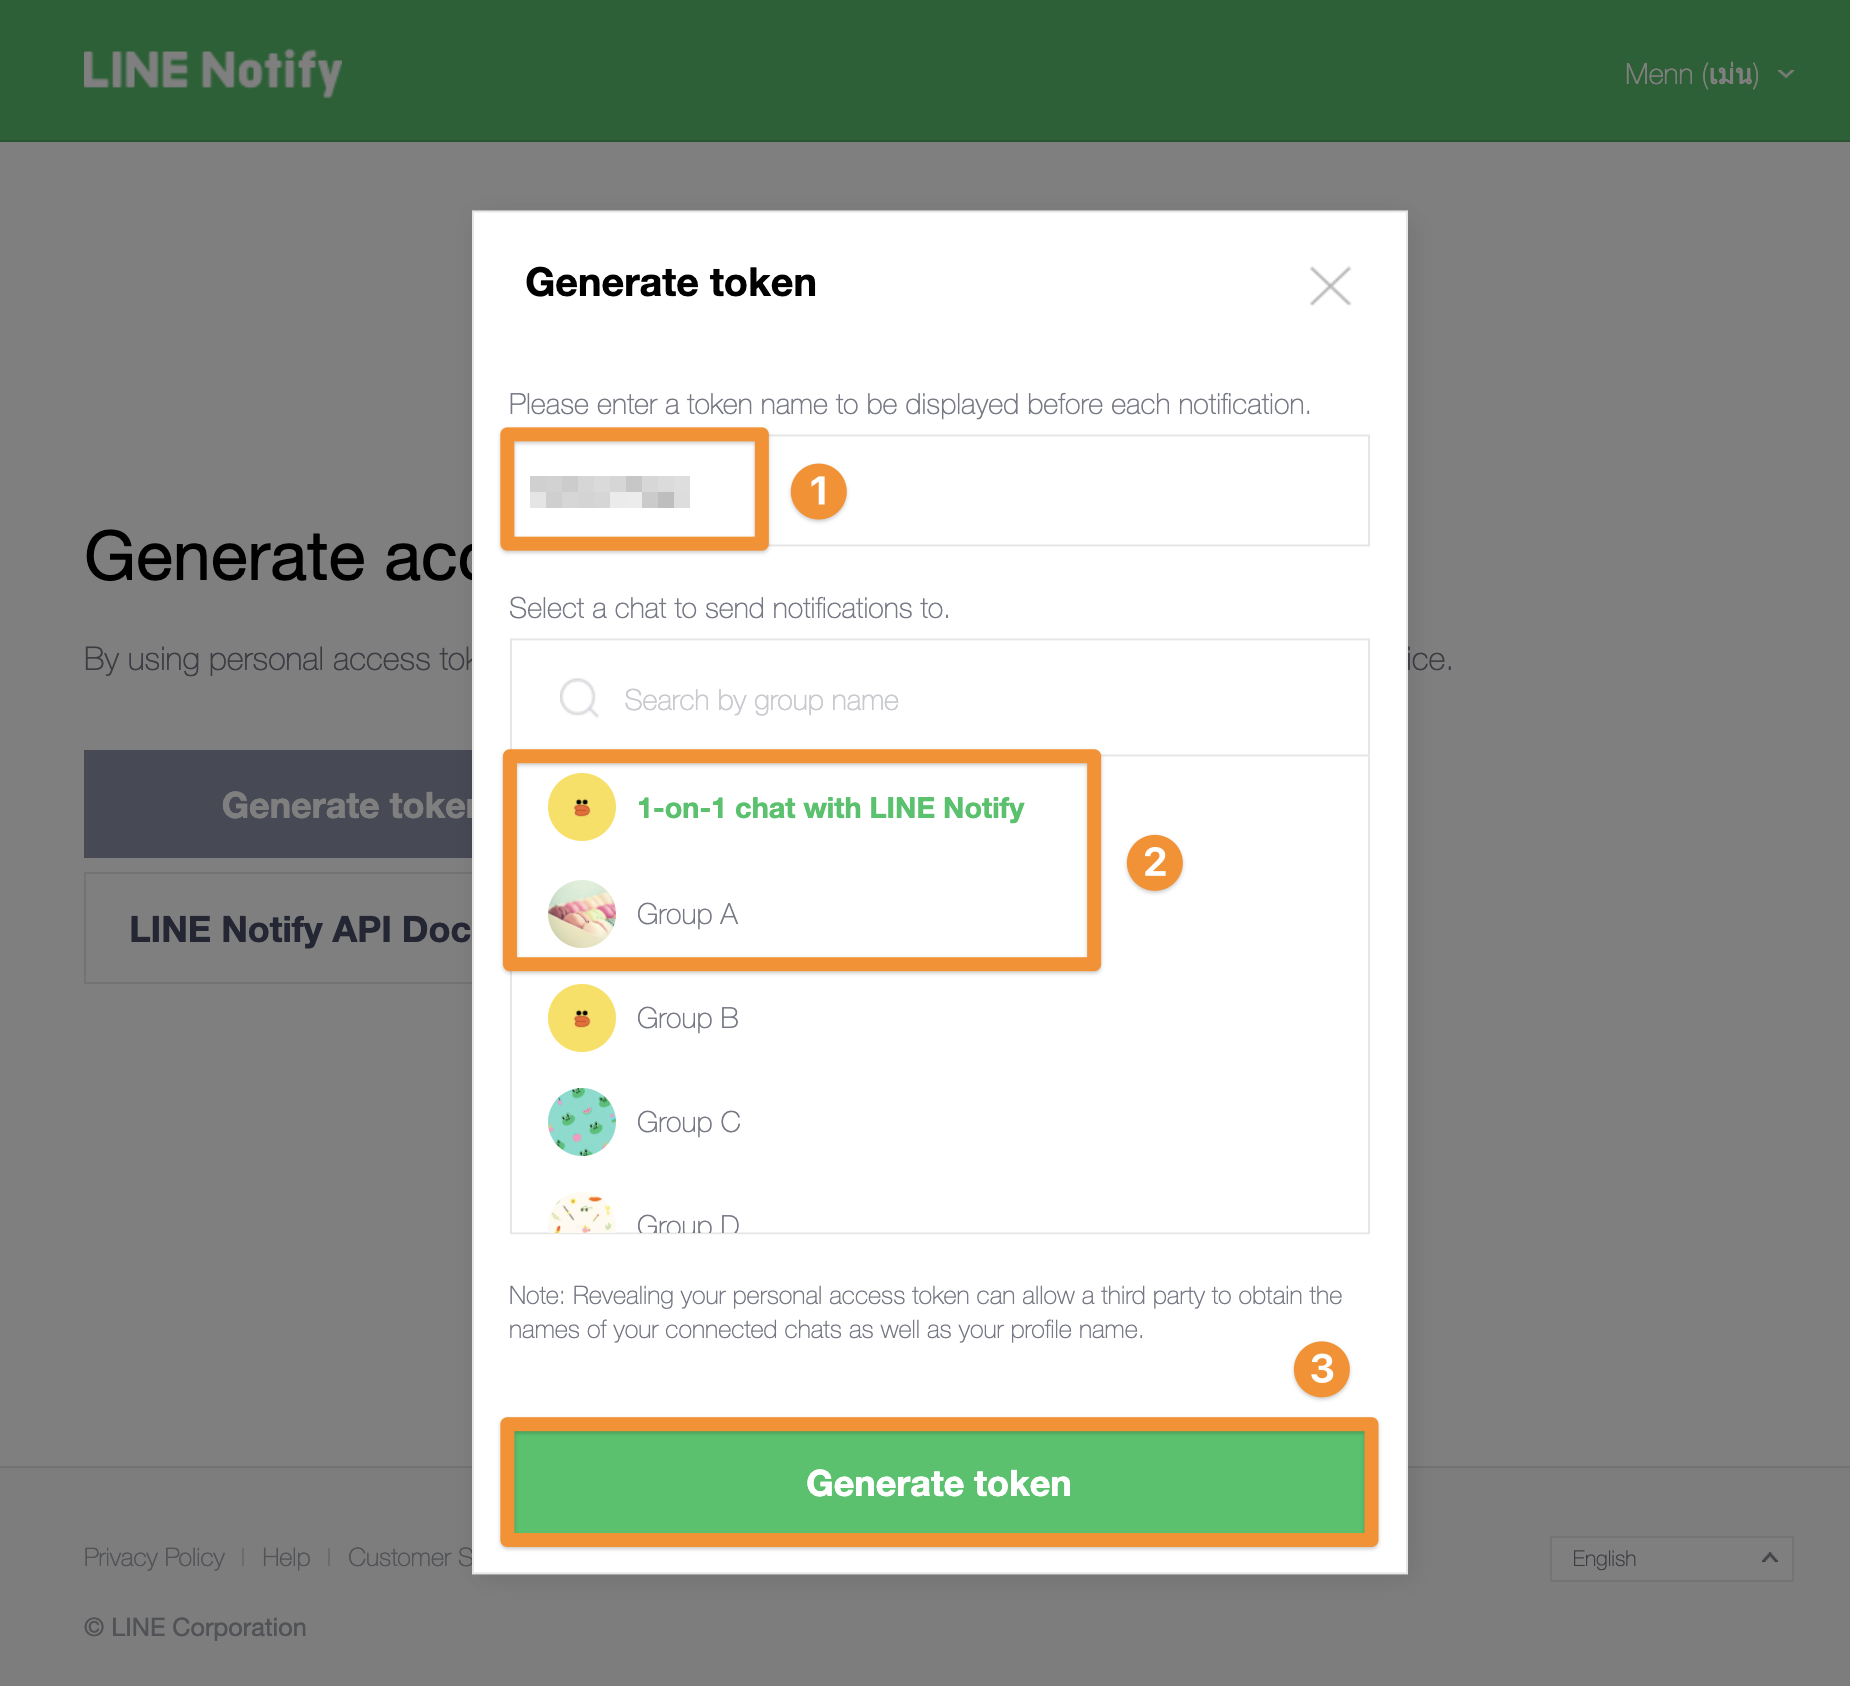 LINE Notify
Menn (เม่น)
Generate token
Please enter a token name to be displayed before each notification.
1
Generate acc
Select a chat to send notifications to.
By using personal access tok
ice.
Search by group name
Generate token
1-on-1 chat with LINE Notify
2
LINE Notify API Doc
Group A
Group B
Group C
Group D
Note: Revealing your personal access token can allow a third party to obtain the
names of your connected chats as well as your profile name.
3
Generate token
Privacy Policy | Help | Customer S
English
© LINE Corporation